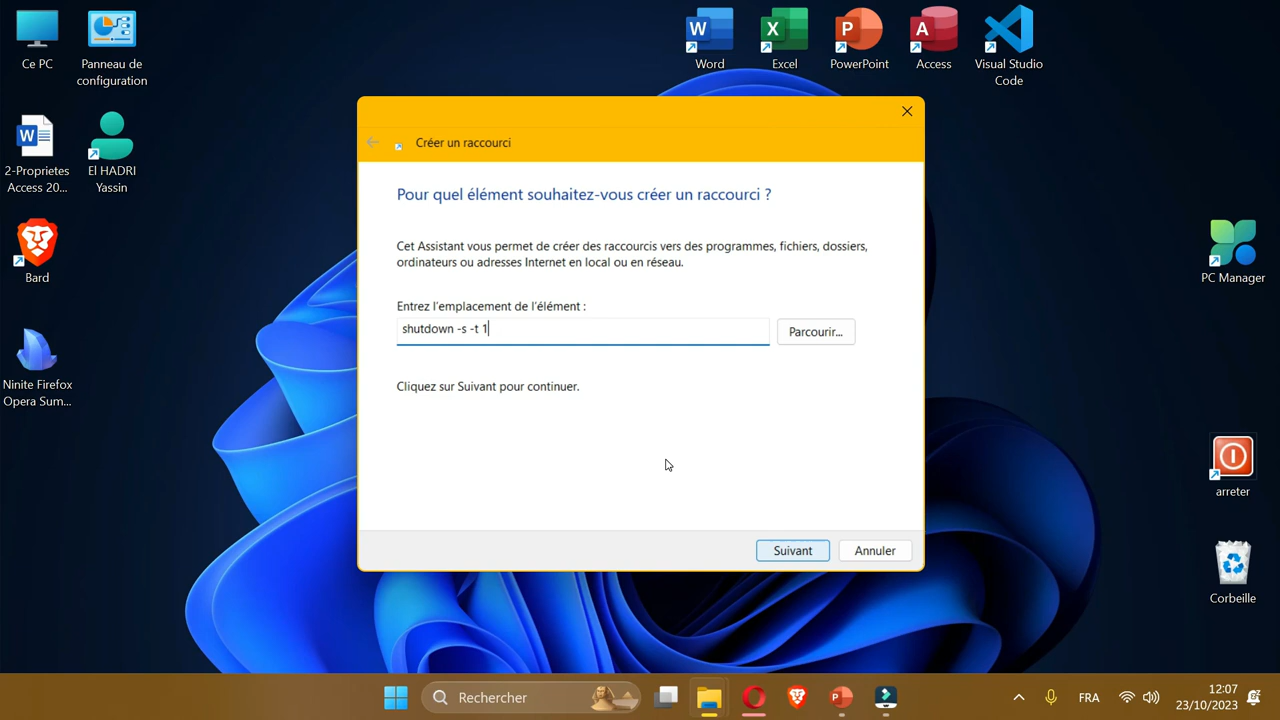 Ce PC
Panneau de
configuration
Word
Excel
PowerPoint
Access
Visual Studio
Code
2-Proprietes
Access 20...
El HADRI
Yassin
Bard
Ninite Firefox
Opera Sum...
PC Manager
arreter
Corbeille
Créer un raccourci
Pour quel élément souhaitez-vous créer un raccourci ?
Cet Assistant vous permet de créer des raccourcis vers des programmes, fichiers, dossiers,
ordinateurs ou adresses Internet en local ou en réseau.
Entrez l'emplacement de l'élément :
shutdown -s -t 1
Parcourir...
Cliquez sur Suivant pour continuer.
Suivant
Annuler
Rechercher
FRA
12:07
23/10/2023